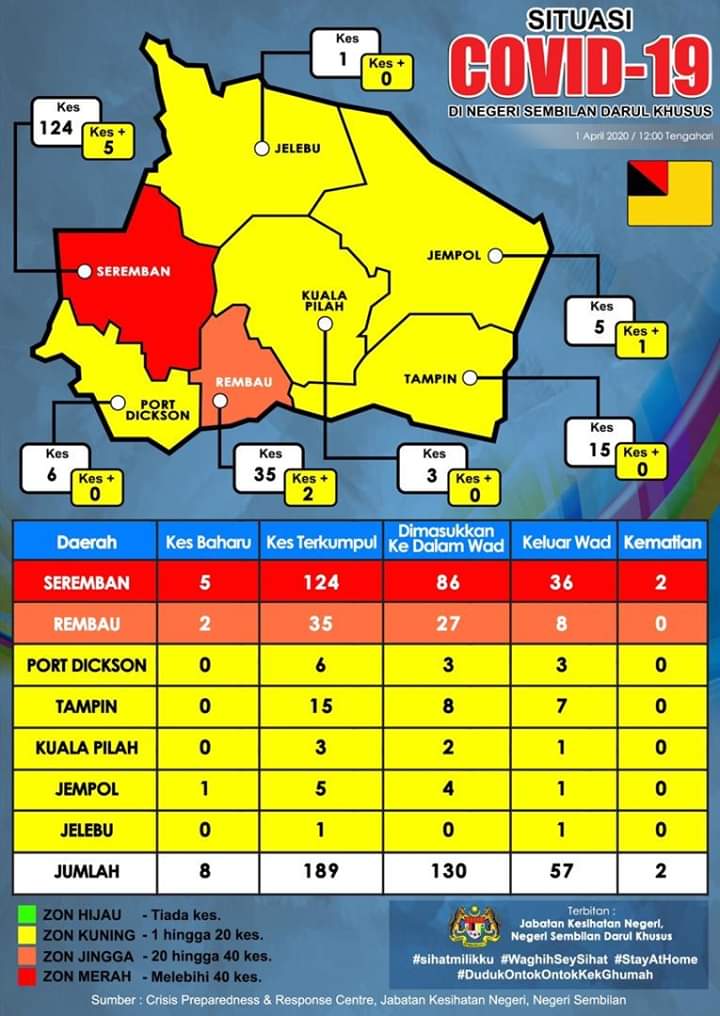 SITUASI
COVID-19
DI NEGERI SEMBILAN DARUL KHUSUS
1 April 2020 / 12:00 Tengahari
Kes
1
Kes +
0
Kes
124
Kes +
5
JELEBU
SEREMBAN
JEMPOL
KUALA
PILAH
REMBAU
TAMPIN
PORT
DICKSON
Kes
5
Kes +
1
Kes
15
Kes +
0
Kes
6
Kes +
0
Kes
35
Kes +
2
Kes
3
Kes +
0
Daerah Kes Baharu Kes Terkumpul Dimasukkan Ke Dalam Wad Keluar Wad Kematian
SEREMBAN 5 124 86 36 2
REMBAU 2 35 27 8 0
PORT DICKSON 0 6 3 3 0
TAMPIN 0 15 8 7 0
KUALA PILAH 0 3 2 1 0
JEMPOL 1 5 4 1 0
JELEBU 0 1 0 1 0
JUMLAH 8 189 130 57 2
ZON HIJAU - Tiada kes.
ZON KUNING - 1 hingga 20 kes.
ZON JINGGA - 20 hingga 40 kes.
ZON MERAH - Melebihi 40 kes.
Terbitan :
Jabatan Kesihatan Negeri,
Negeri Sembilan Darul Khusus
#sihatmilikku #WaghihSeySihat #StayAtHome
#DudukOntokOntokKekGhumah
Sumber : Crisis Preparedness & Response Centre, Jabatan Kesihatan Negeri, Negeri Sembilan